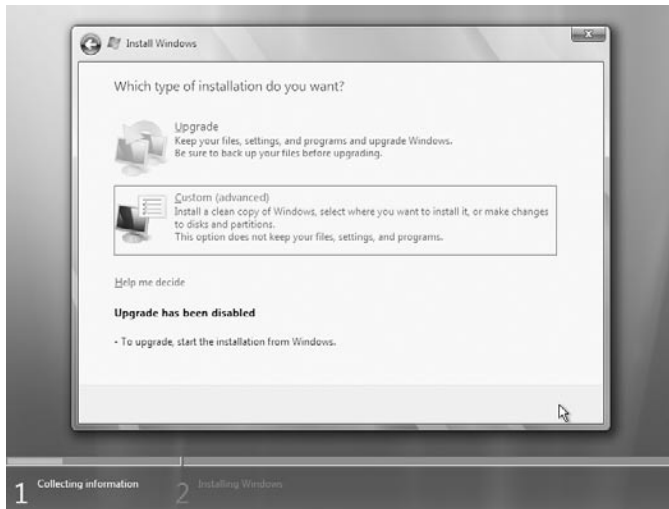 Install Windows
Which type of installation do you want?
Upgrade
Keep your files, settings, and programs and upgrade Windows.
Be sure to back up your files before upgrading.
Custom (advanced)
Install a clean copy of Windows, select where you want to install it, or make changes
to disks and partitions.
This option does not keep your files, settings, and programs.
Help me decide
Upgrade has been disabled
- To upgrade, start the installation from Windows.
1 Collecting information
2 Installing Windows